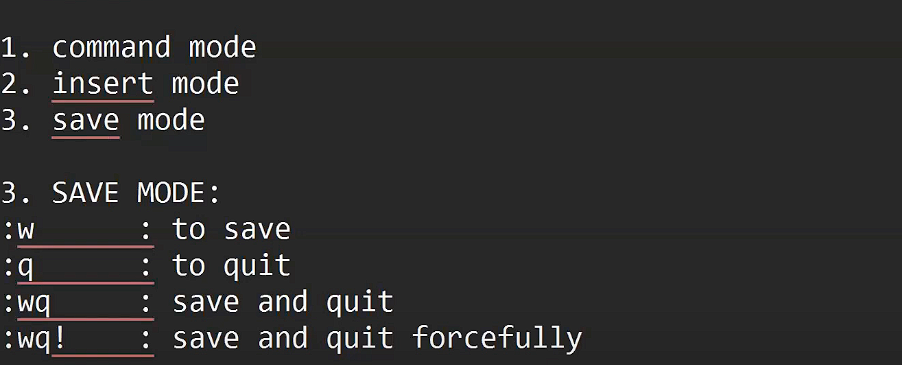 1. command mode
2. insert mode
3. save mode
3. SAVE MODE:
:w      : to save
:q      : to quit
:wq     : save and quit
:wq!    : save and quit forcefully